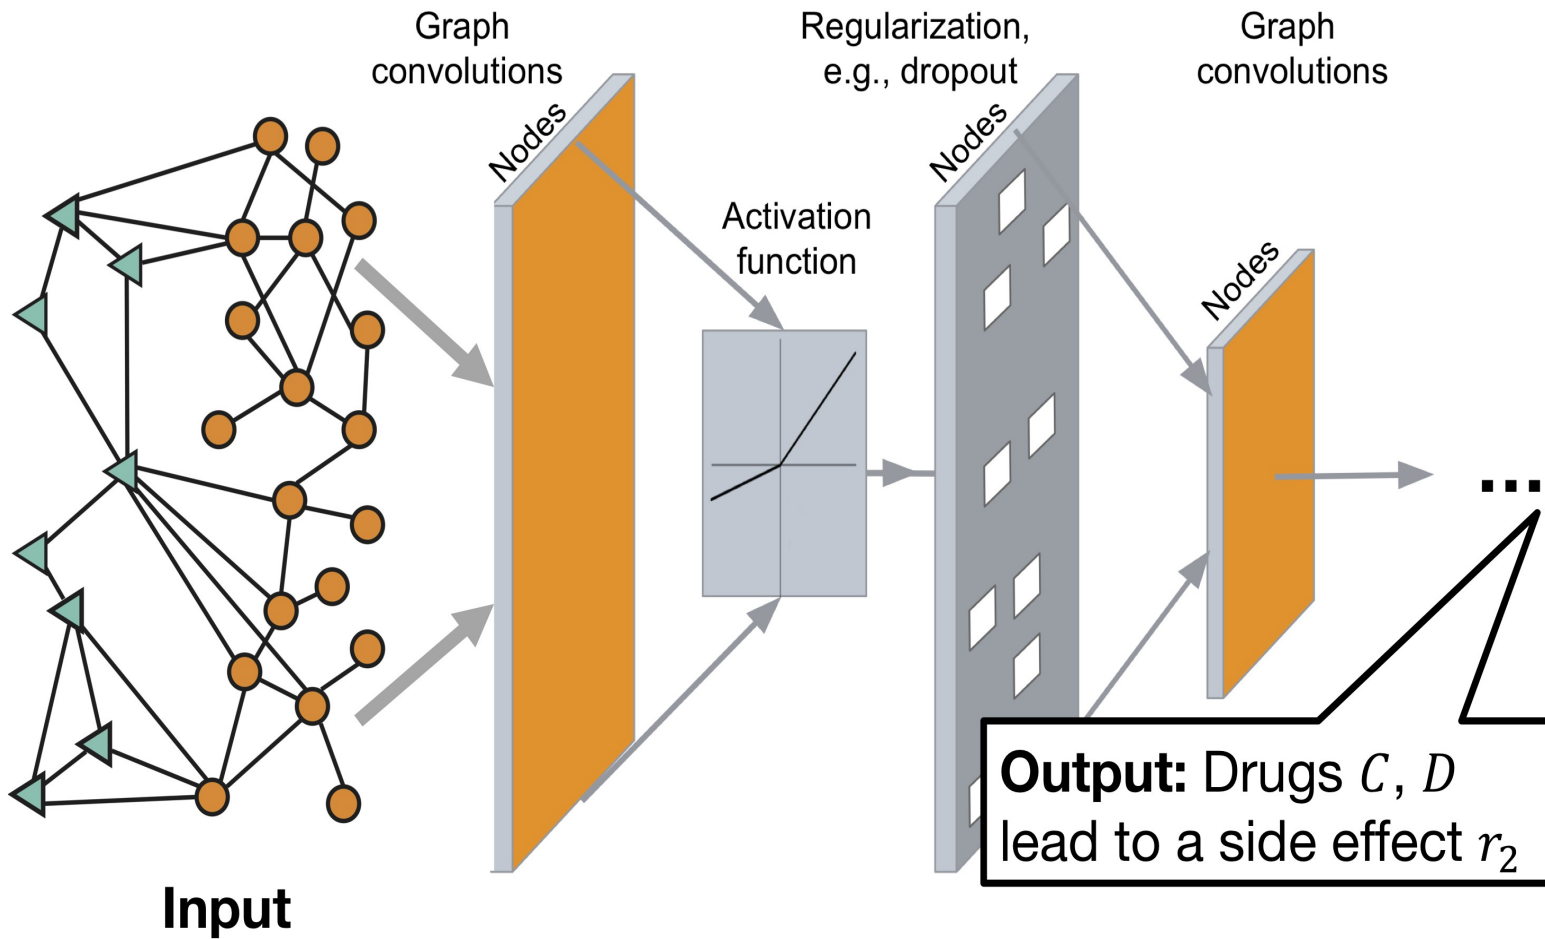 Graph
convolutions
Regularization,
e.g., dropout
Graph
convolutions
Nodes
Nodes
Activation
function
Nodes
...
Output: Drugs C, D
lead to a side effect r₂
Input